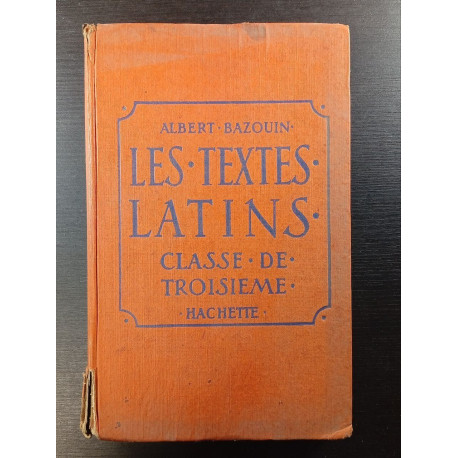 ALBERT · BAZOUIN ·
LES · TEXTES ·
LATINS ·
CLASSE · DE ·
TROISIEME ·
· HACHETTE ·